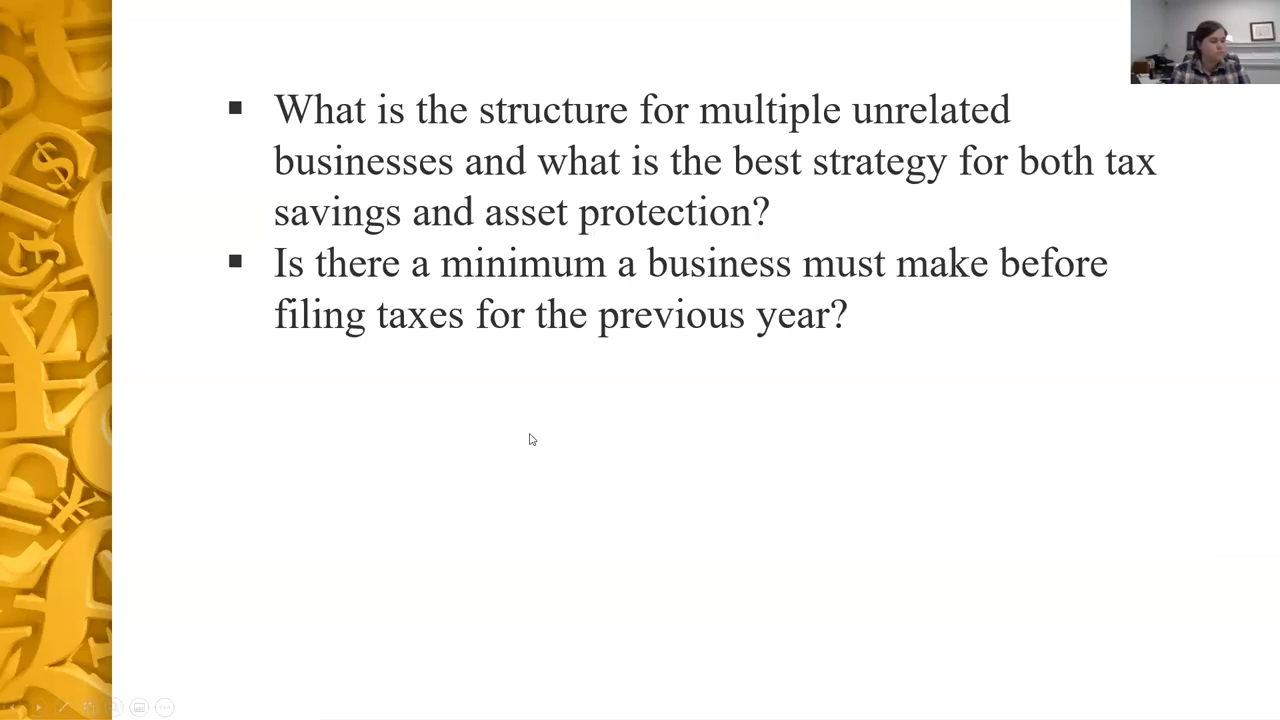 ▪ What is the structure for multiple unrelated
businesses and what is the best strategy for both tax
savings and asset protection?
▪ Is there a minimum a business must make before
filing taxes for the previous year?